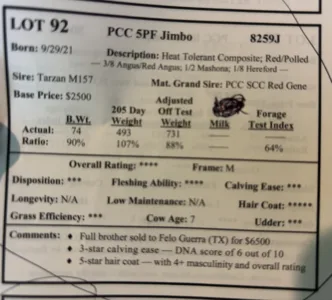 LOT 92 PCC 5PF Jimbo 8259J
Born: 9/29/21 Description: Heat Tolerant Composite; Red/Polled
— 3/8 Angus/Red Angus; 1/2 Mashona; 1/8 Hereford —
Sire: Tarzan M157 Mat. Grand Sire: PCC SCC Red Gene
Base Price: $2500
Adjusted
205 Day Off Test Forage
B.Wt. Weight Weight Milk Test Index
Actual: 74 493 731 — —
Ratio: 90% 107% 88% — 64%
Overall Rating: **** Frame: M
Disposition: *** Fleshing Ability: **** Calving Ease: ***
Longevity: N/A Low Maintenance: N/A Hair Coat: *****
Grass Efficiency: *** Cow Age: 7 Udder: ***
Comments: ♦ Full brother sold to Felo Guerra (TX) for $6500
♦ 3-star calving ease — DNA score of 6 out of 10
♦ 5-star hair coat — with 4+ masculinity and overall rating